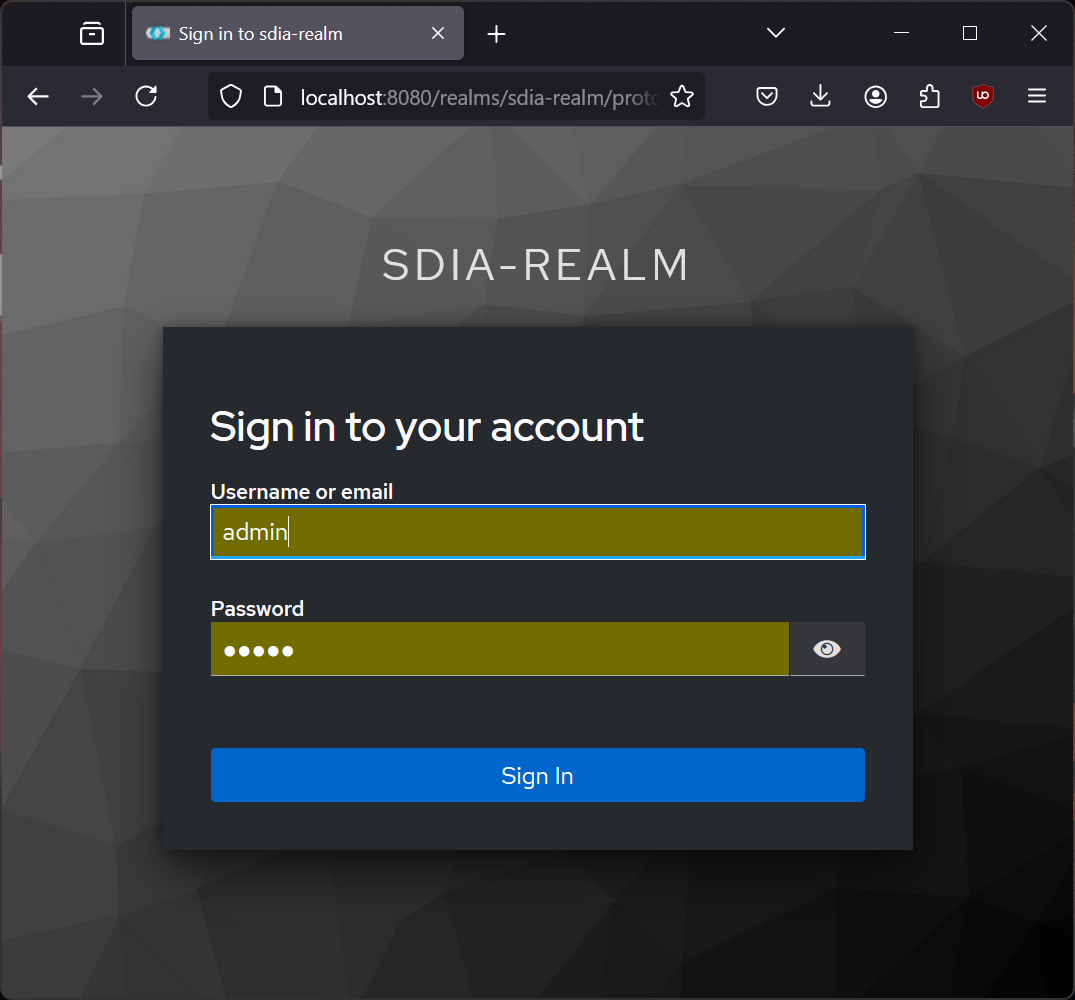 Sign in to sdia-realm
localhost:8080/realms/sdia-realm/proto
SDIA-REALM
Sign in to your account
Username or email
admin
Password
●●●●●
Sign In